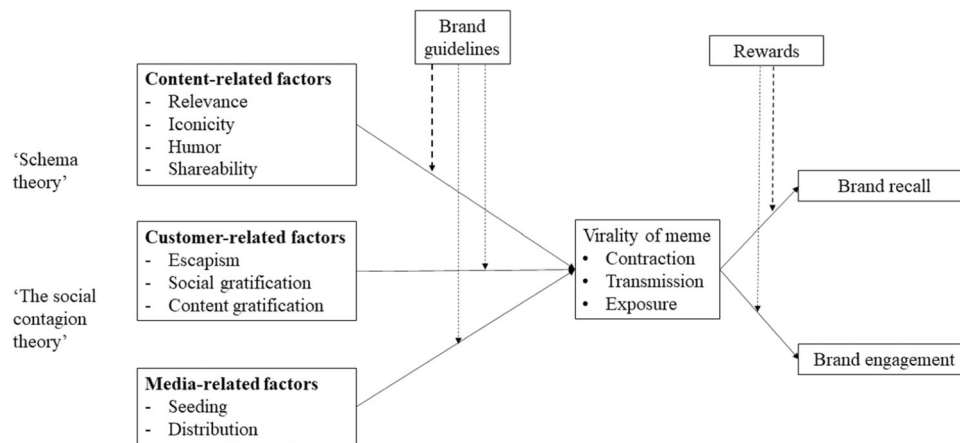 Brand
guidelines
Rewards
Content-related factors
- Relevance
- Iconicity
- Humor
- Shareability
‘Schema
theory’
Brand recall
Customer-related factors
- Escapism
- Social gratification
- Content gratification
Virality of meme
• Contraction
• Transmission
• Exposure
‘The social
contagion
theory’
Brand engagement
Media-related factors
- Seeding
- Distribution